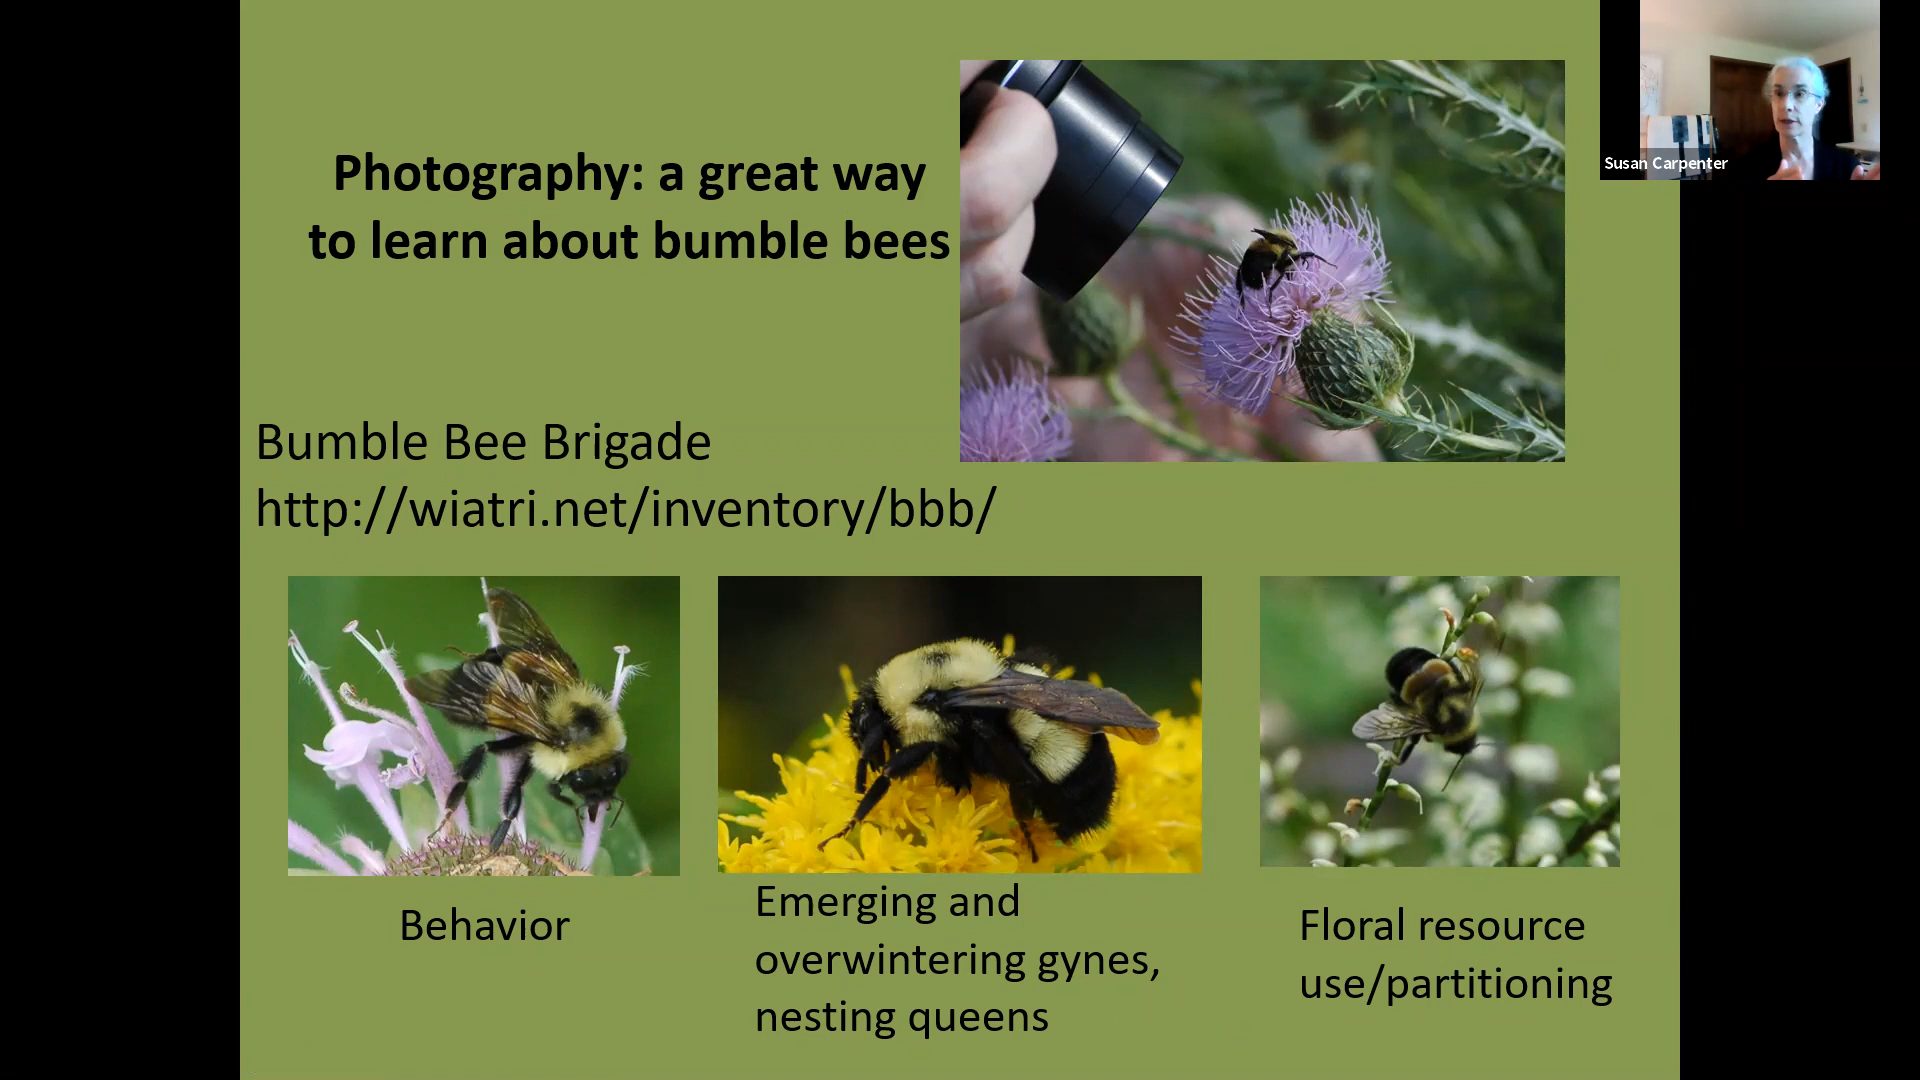 Photography: a great way
to learn about bumble bees
Susan Carpenter
Bumble Bee Brigade
http://wiatri.net/inventory/bbb/
Behavior
Emerging and
overwintering gynes,
nesting queens
Floral resource
use/partitioning